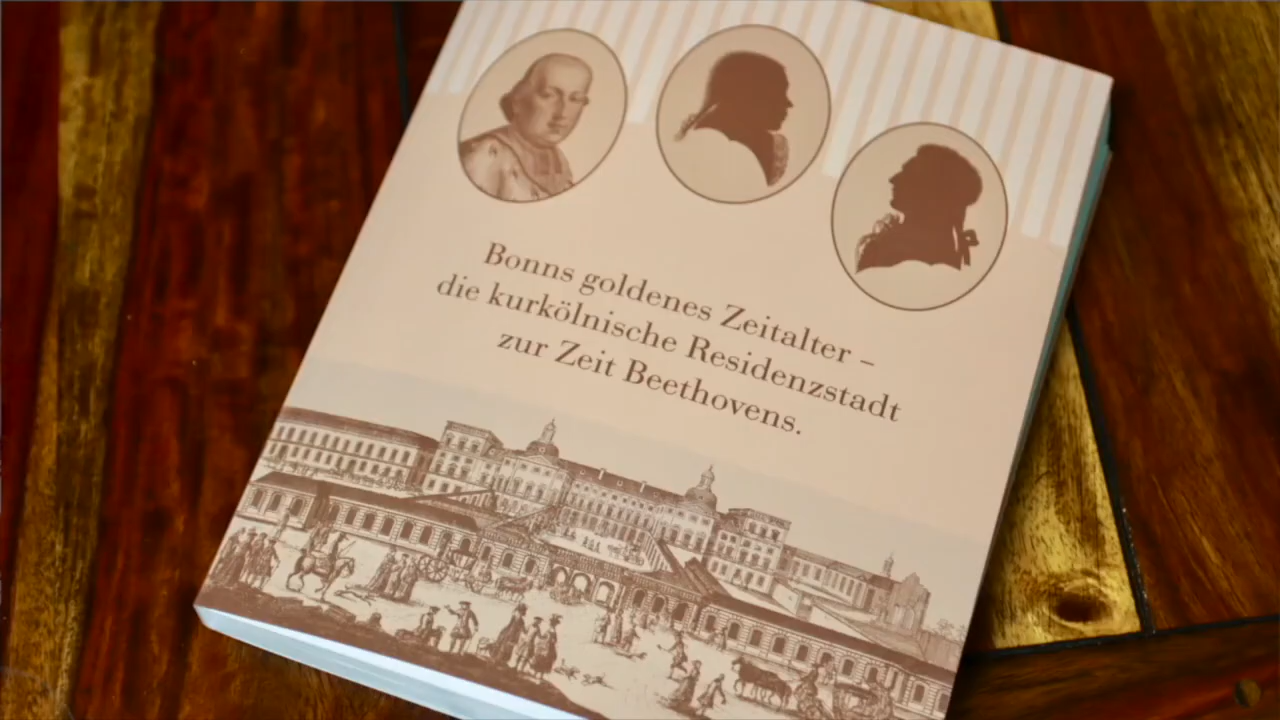 Bonns goldenes Zeitalter –
die kurkölnische Residenzstadt
zur Zeit Beethovens.